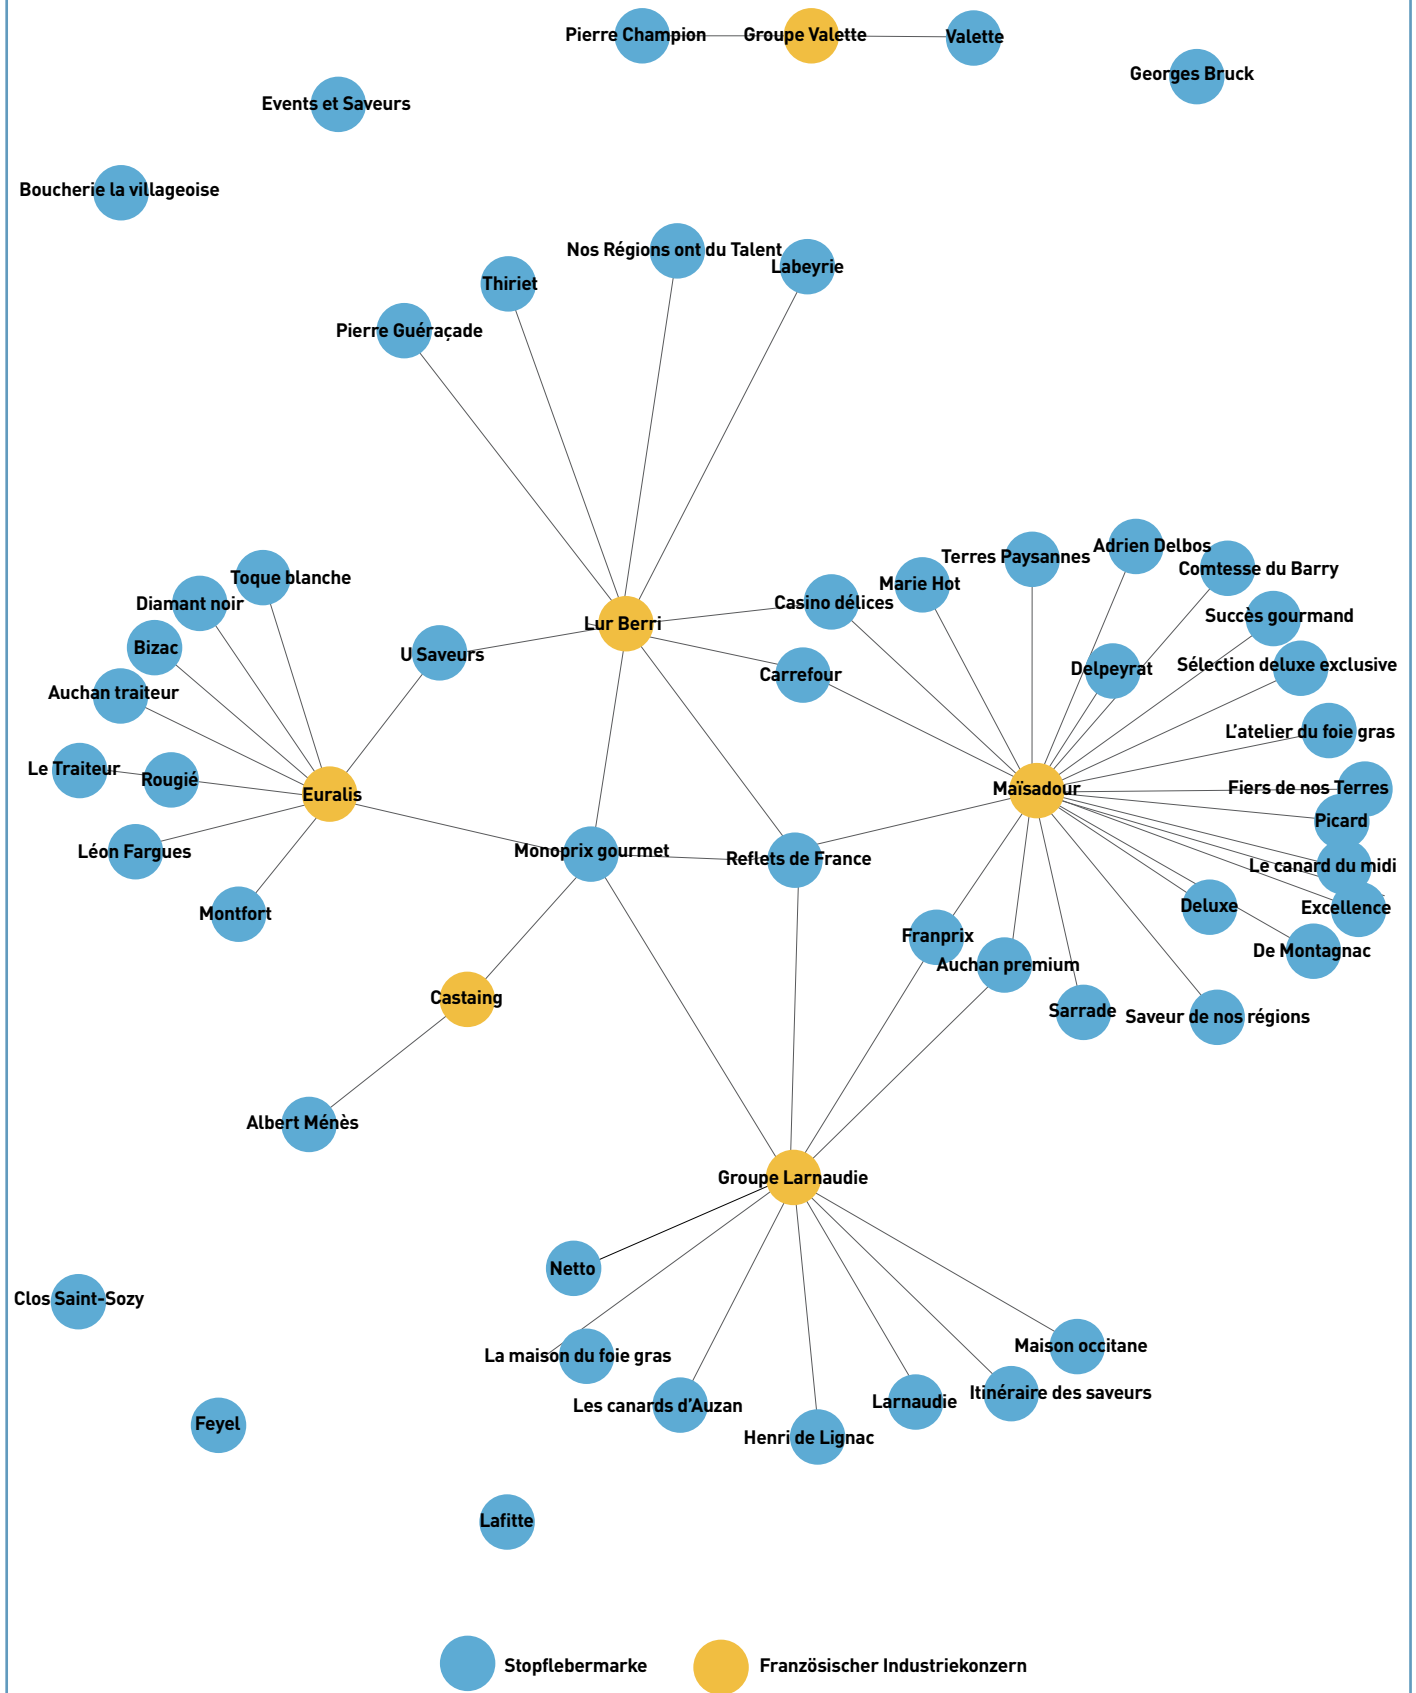 Pierre Champion
Groupe Valette
Valette
Georges Bruck
Events et Saveurs
Boucherie la villageoise
Nos Régions ont du Talent
Labeyrie
Thiriet
Pierre Guéraçade
Adrien Delbos
Terres Paysannes
Comtesse du Barry
Toque blanche
Marie Hot
Diamant noir
Casino délices
Succès gourmand
Lur Berri
Bizac
U Saveurs
Sélection deluxe exclusive
Delpeyrat
Carrefour
Auchan traiteur
L’atelier du foie gras
Le Traiteur
Rougié
Maïsadour
Fiers de nos Terres
Euralis
Picard
Léon Fargues
Monoprix gourmet
Reflets de France
Le canard du midi
Deluxe
Excellence
Montfort
Franprix
De Montagnac
Auchan premium
Castaing
Sarrade
Saveur de nos régions
Albert Ménès
Groupe Larnaudie
Netto
Clos Saint-Sozy
Maison occitane
La maison du foie gras
Itinéraire des saveurs
Larnaudie
Les canards d’Auzan
Feyel
Henri de Lignac
Lafitte
Stopflebermarke
Französischer Industriekonzern